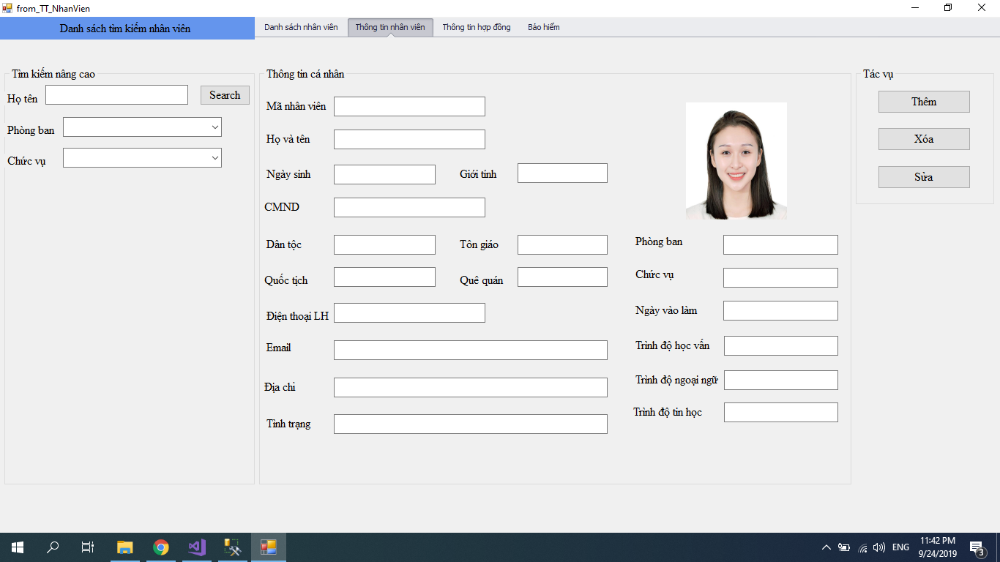 from_TT_NhanVien
Danh sách tìm kiếm nhân viên
Danh sách nhân viên
Thông tin nhân viên
Thông tin hợp đồng
Bảo hiểm
Tìm kiếm nâng cao
Họ tên
Search
Phòng ban
Chức vụ
Thông tin cá nhân
Mã nhân viên
Họ và tên
Ngày sinh
Giới tính
CMND
Dân tộc
Tôn giáo
Quốc tịch
Quê quán
Điện thoại LH
Email
Địa chỉ
Tình trạng
Phòng ban
Chức vụ
Ngày vào làm
Trình độ học vấn
Trình độ ngoại ngữ
Trình độ tin học
Tác vụ
Thêm
Xóa
Sửa
ENG
11:42 PM
9/24/2019
3